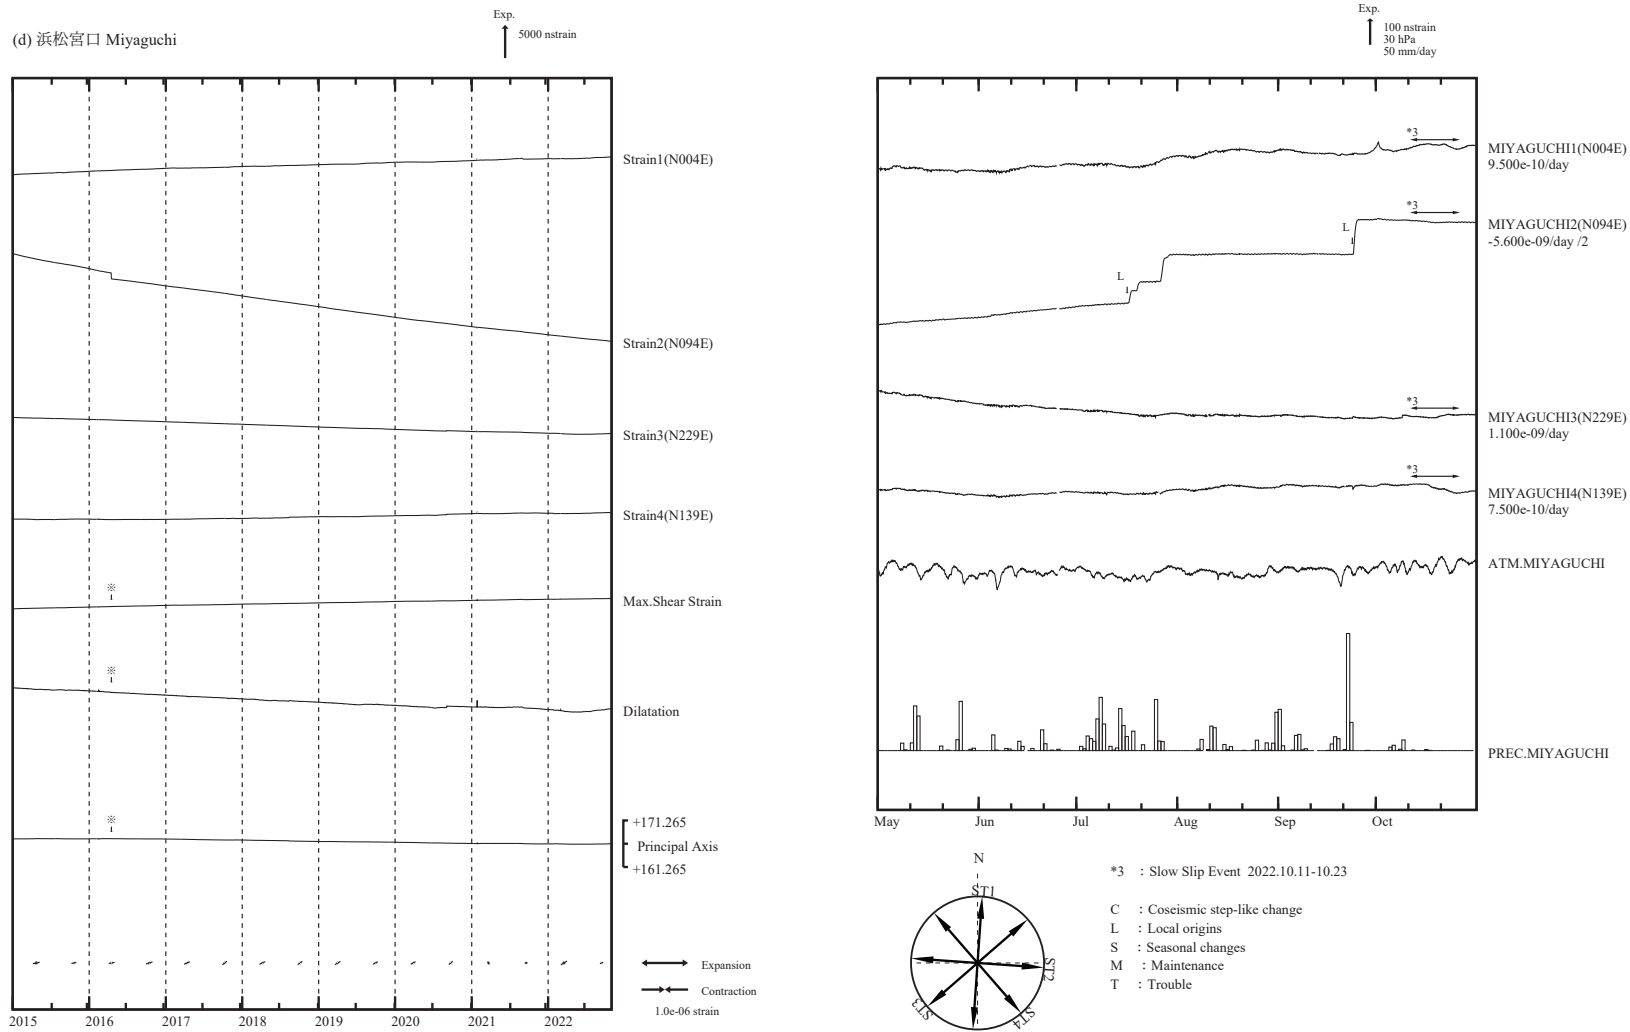 (d) 浜松宮口 Miyaguchi
Exp.
5000 nstrain
Strain1(N004E)
Strain2(N094E)
Strain3(N229E)
Strain4(N139E)
※
Max.Shear Strain
※
Dilatation
※
+171.265
Principal Axis
+161.265
Expansion
Contraction
1.0e-06 strain
2015 2016 2017 2018 2019 2020 2021 2022
Exp.
100 nstrain
30 hPa
50 mm/day
*3
MIYAGUCHI1(N004E)
9.500e-10/day
*3
L
MIYAGUCHI2(N094E)
-5.600e-09/day /2
L
*3
MIYAGUCHI3(N229E)
1.100e-09/day
*3
MIYAGUCHI4(N139E)
7.500e-10/day
ATM.MIYAGUCHI
PREC.MIYAGUCHI
May Jun Jul Aug Sep Oct
N
ST1
ST2
ST3
ST4
*3 : Slow Slip Event 2022.10.11-10.23
C : Coseismic step-like change
L : Local origins
S : Seasonal changes
M : Maintenance
T : Trouble